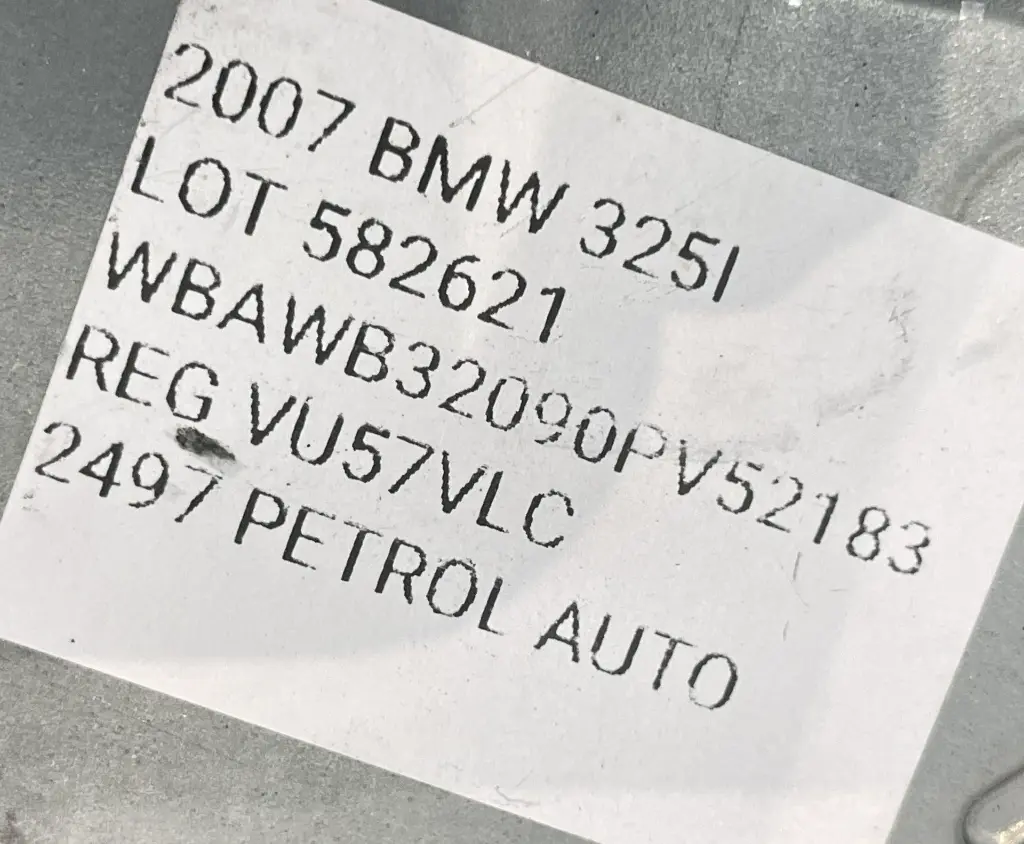 2007 BMW 325I
LOT 582621
WBAWB32090PV52183
REG VU57VLC
2497 PETROL AUTO